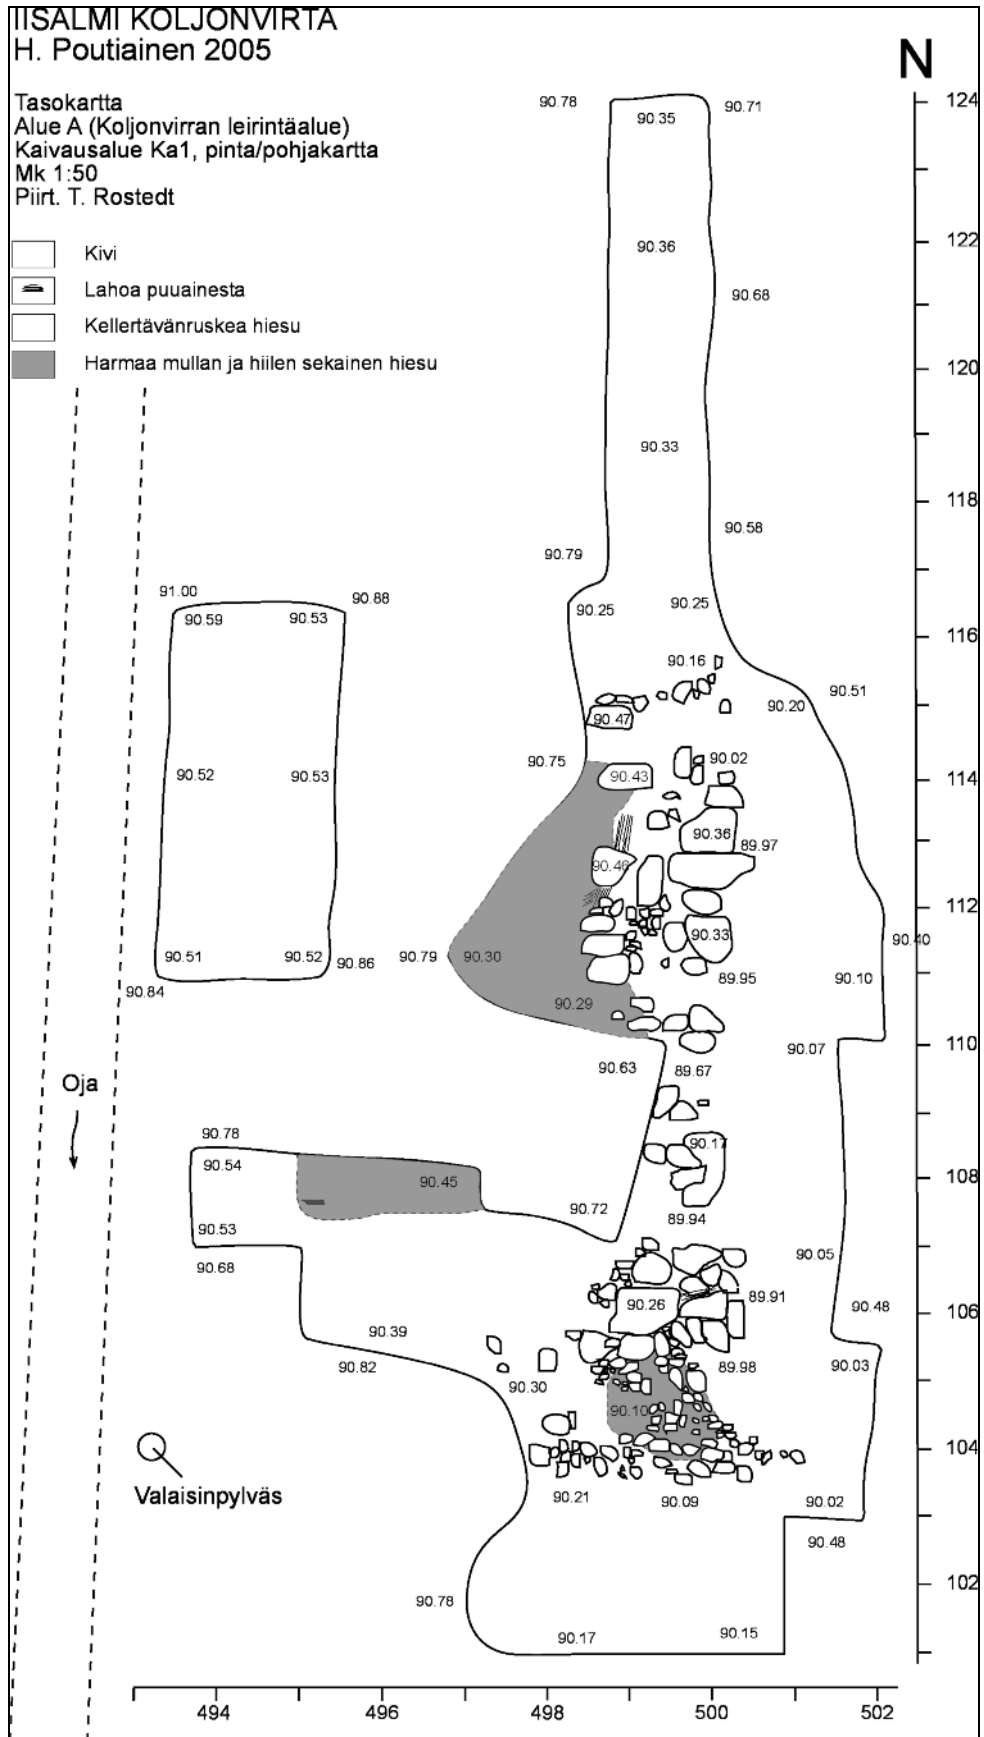 IISALMI KOLJONVIRTA
H. Poutiainen 2005
Tasokartta
Alue A (Koljonvirran leirintäalue)
Kaivausalue Ka1, pinta/pohjakartta
Mk 1:50
Piirt. T. Rostedt
Kivi
Lahoa puuainesta
Kellertävänruskea hiesu
Harmaa mullan ja hiilen sekainen hiesu
N
90.78 90.35 90.71 124
90.36 122
90.68
120
90.33
118
90.58
90.79
91.00 90.88 90.25 90.25
90.59 90.53 116
90.16
90.51
90.20
90.47
90.75 90.02
90.52 90.53 90.43 114
90.36
89.97
90.46
112
90.33 90.40
90.51 90.52 90.86 90.79 90.30
89.95 90.10
90.84
90.29
110
90.07
90.63 89.67
Oja
90.78 90.17
90.54 90.45 108
90.72 89.94
90.53 90.05
90.68
89.91
90.26 90.48 106
90.39
90.82 89.98 90.03
90.30
90.10
104
Valaisinpylväs
90.21 90.09 90.02
90.48
102
90.78
90.17 90.15
494 496 498 500 502